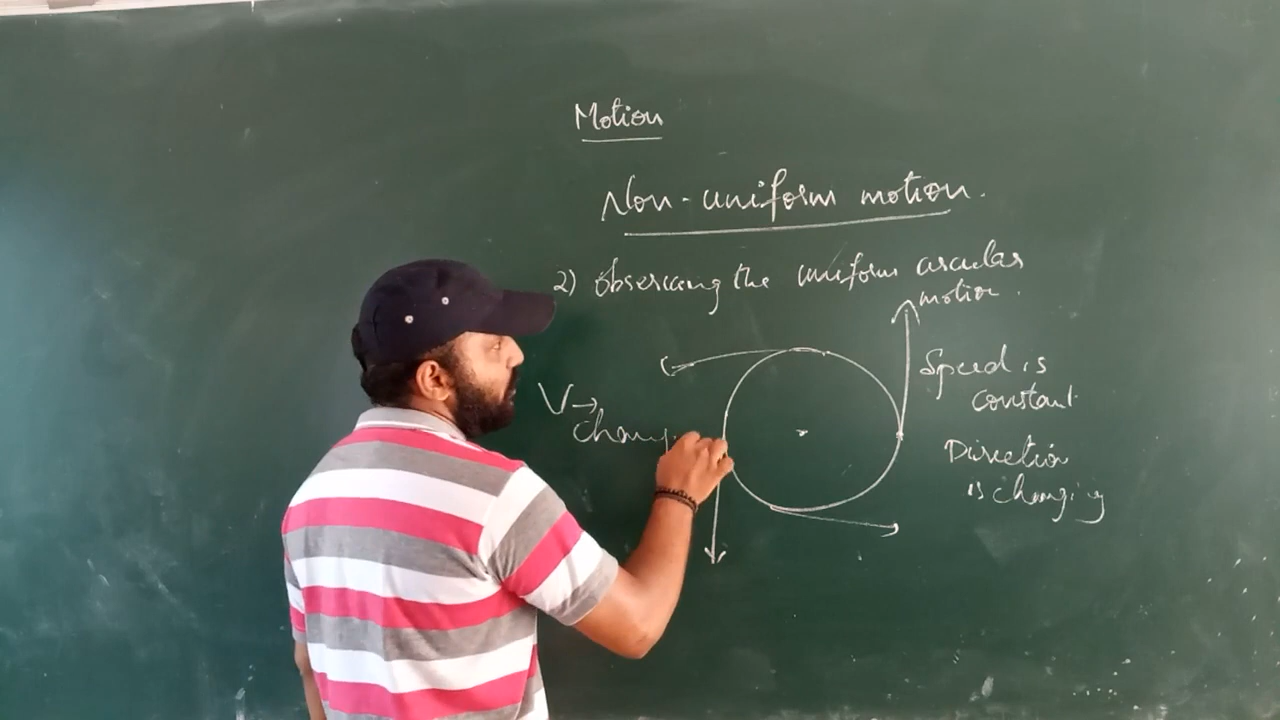 Motion
Non-uniform motion.
2) Observing the uniform circular
motion.
Speed is
constant.
V→
chang
Direction
is changing